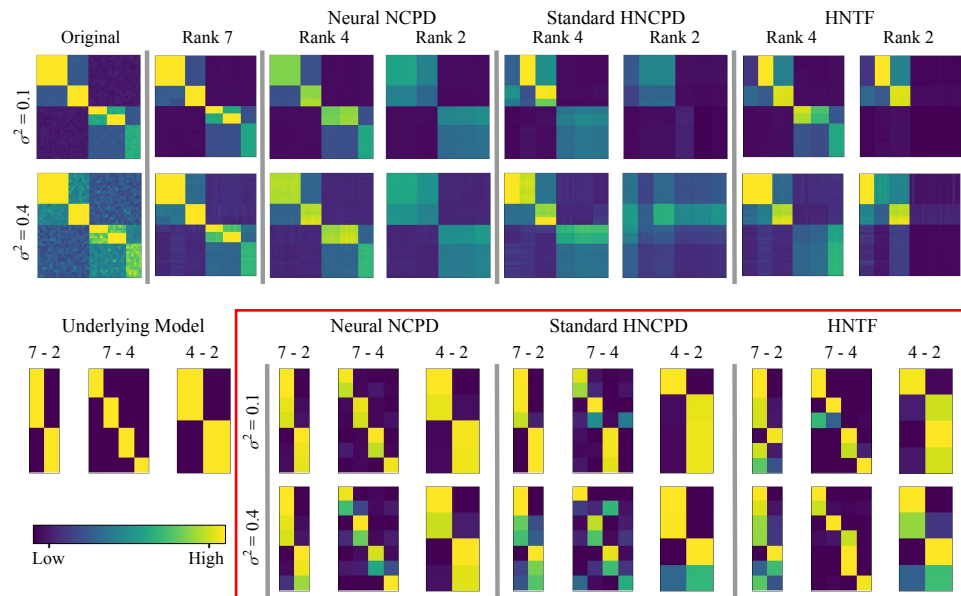 Neural NCPD Standard HNCPD HNTF
Original Rank 7 Rank 4 Rank 2 Rank 4 Rank 2 Rank 4 Rank 2
σ² = 0.1
σ² = 0.4
Underlying Model Neural NCPD Standard HNCPD HNTF
7 - 2 7 - 4 4 - 2 7 - 2 7 - 4 4 - 2 7 - 2 7 - 4 4 - 2 7 - 2 7 - 4 4 - 2
σ² = 0.1
σ² = 0.4
Low High